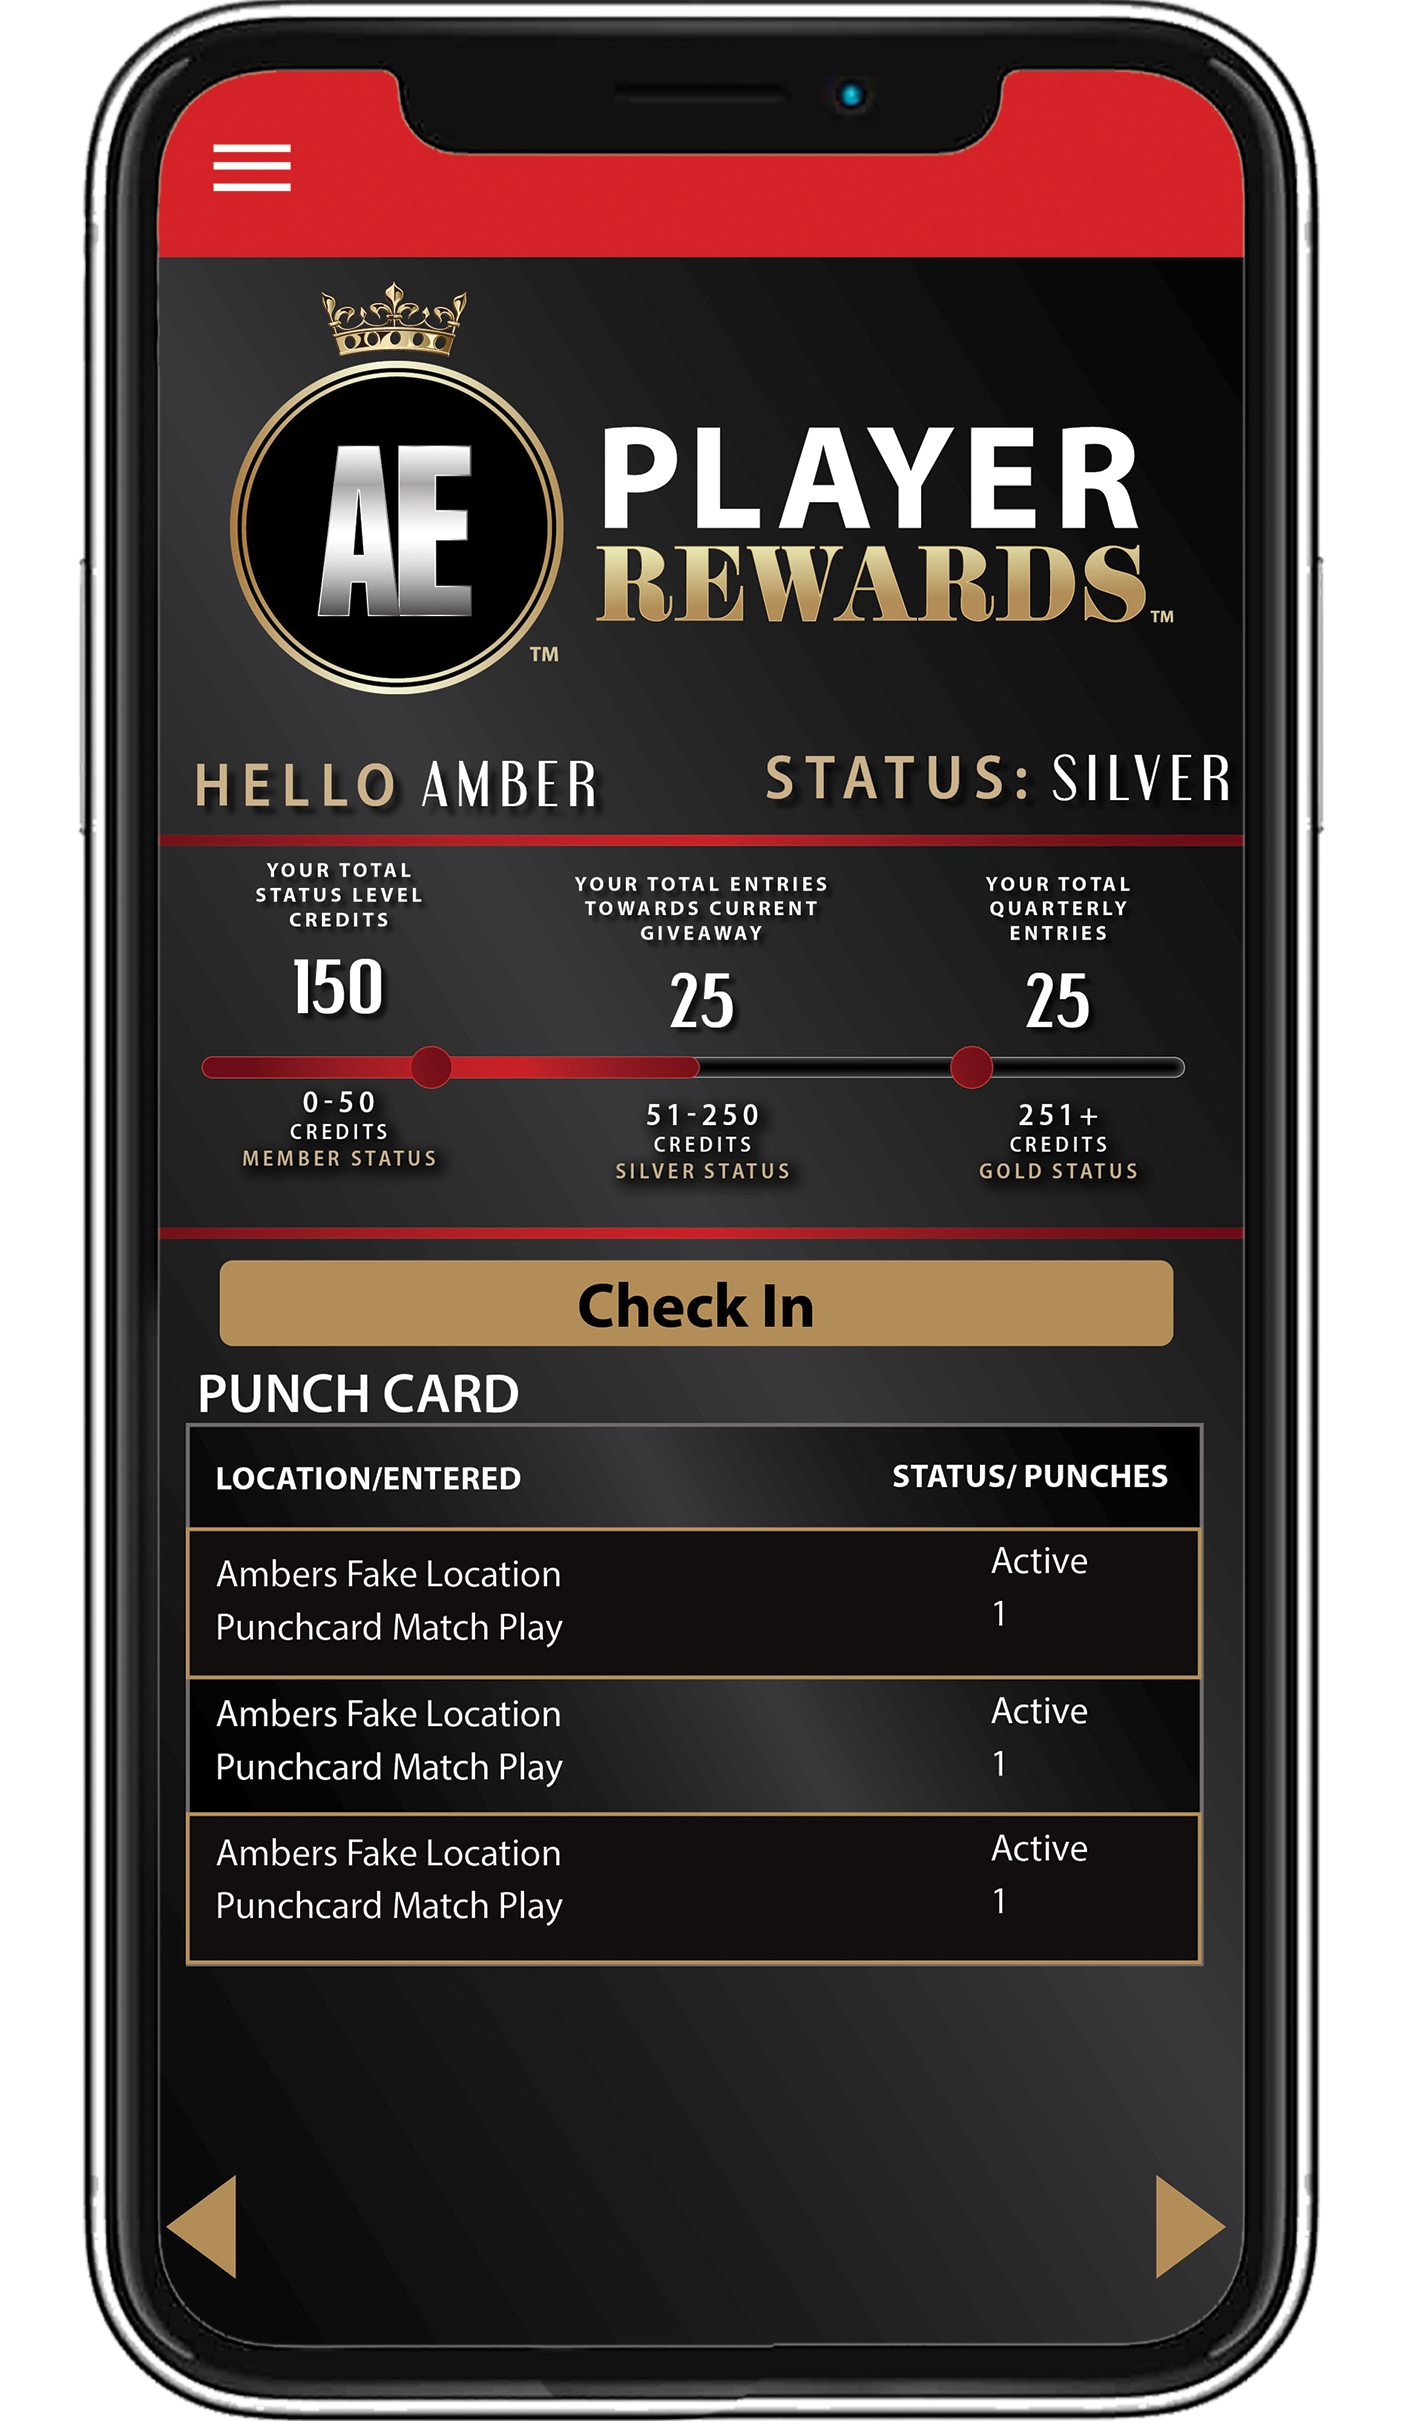 AE
TM
PLAYER
REWARDS TM
HELLO AMBER
STATUS: SILVER
YOUR TOTAL
STATUS LEVEL
CREDITS
150
YOUR TOTAL ENTRIES
TOWARDS CURRENT
GIVEAWAY
25
YOUR TOTAL
QUARTERLY
ENTRIES
25
0-50
CREDITS
MEMBER STATUS
51-250
CREDITS
SILVER STATUS
251+
CREDITS
GOLD STATUS
Check In
PUNCH CARD
LOCATION/ENTERED
STATUS/ PUNCHES
Ambers Fake Location
Active
Punchcard Match Play
1
Ambers Fake Location
Active
Punchcard Match Play
1
Ambers Fake Location
Active
Punchcard Match Play
1